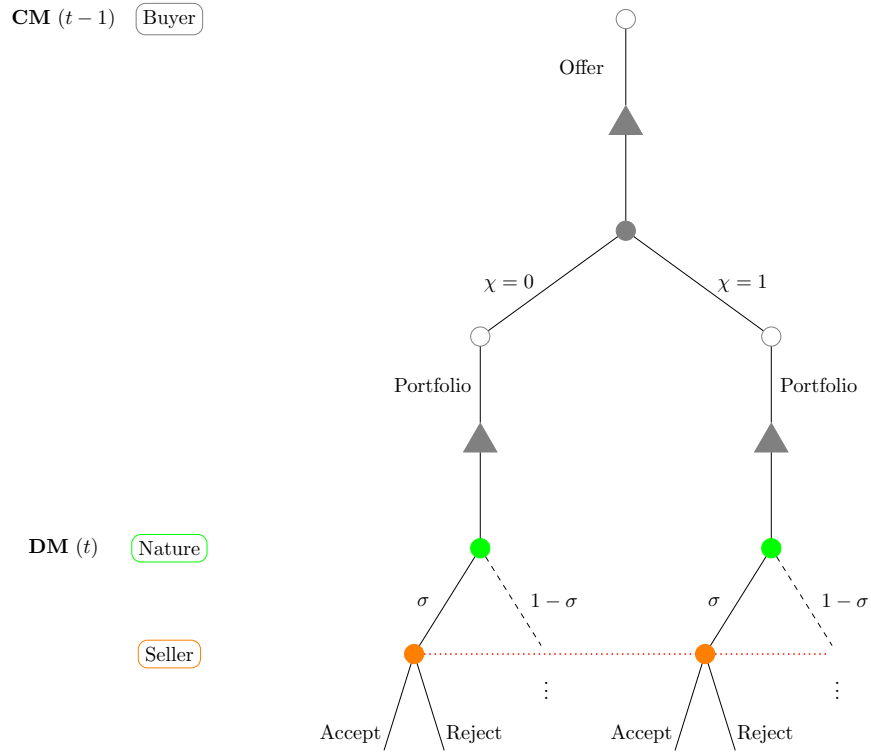 CM (t − 1) Buyer
Offer
χ = 0 χ = 1
Portfolio Portfolio
DM (t) Nature
σ 1 − σ σ 1 − σ
Seller
⋮ ⋮
Accept Reject Accept Reject